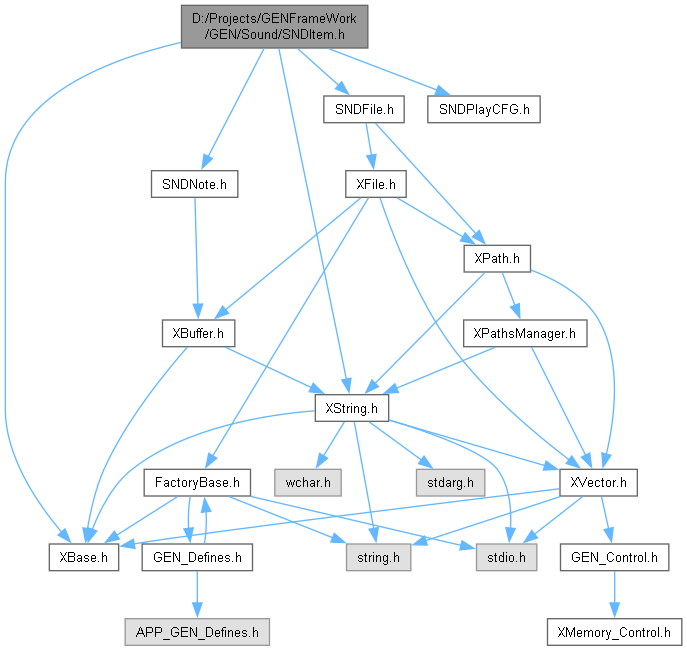 D:/Projects/GENFrameWork
/GEN/Sound/SNDItem.h
SNDFile.h
SNDPlayCFG.h
SNDNote.h
XFile.h
XPath.h
XBuffer.h
XPathsManager.h
XString.h
FactoryBase.h
wchar.h
stdarg.h
XVector.h
XBase.h
GEN_Defines.h
string.h
stdio.h
GEN_Control.h
APP_GEN_Defines.h
XMemory_Control.h